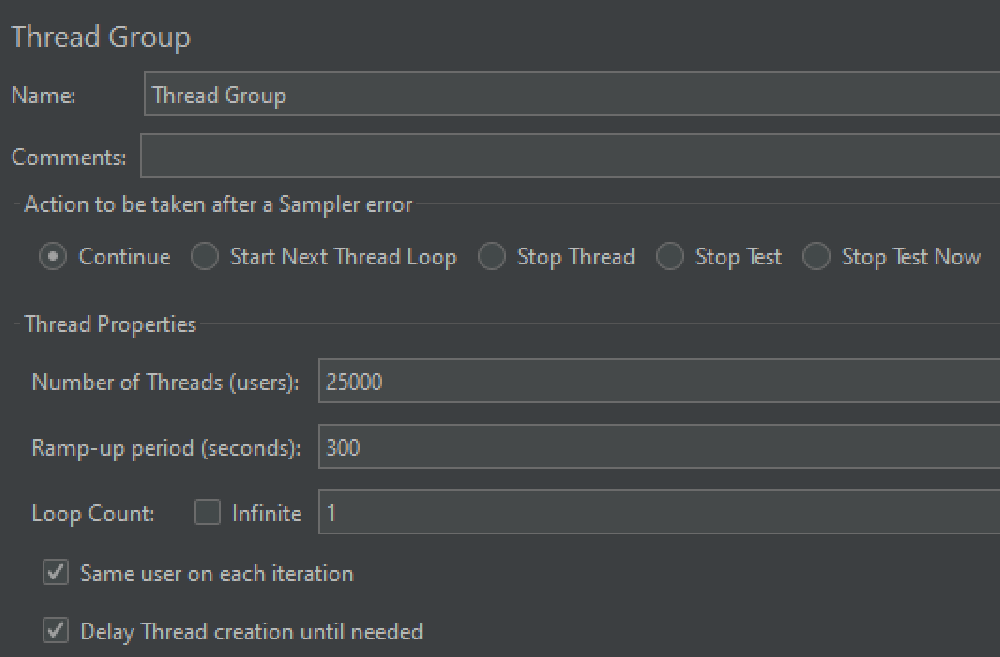 Thread Group
Name: Thread Group
Comments:
Action to be taken after a Sampler error
Continue Start Next Thread Loop Stop Thread Stop Test Stop Test Now
Thread Properties
Number of Threads (users): 25000
Ramp-up period (seconds): 300
Loop Count: Infinite 1
Same user on each iteration
Delay Thread creation until needed